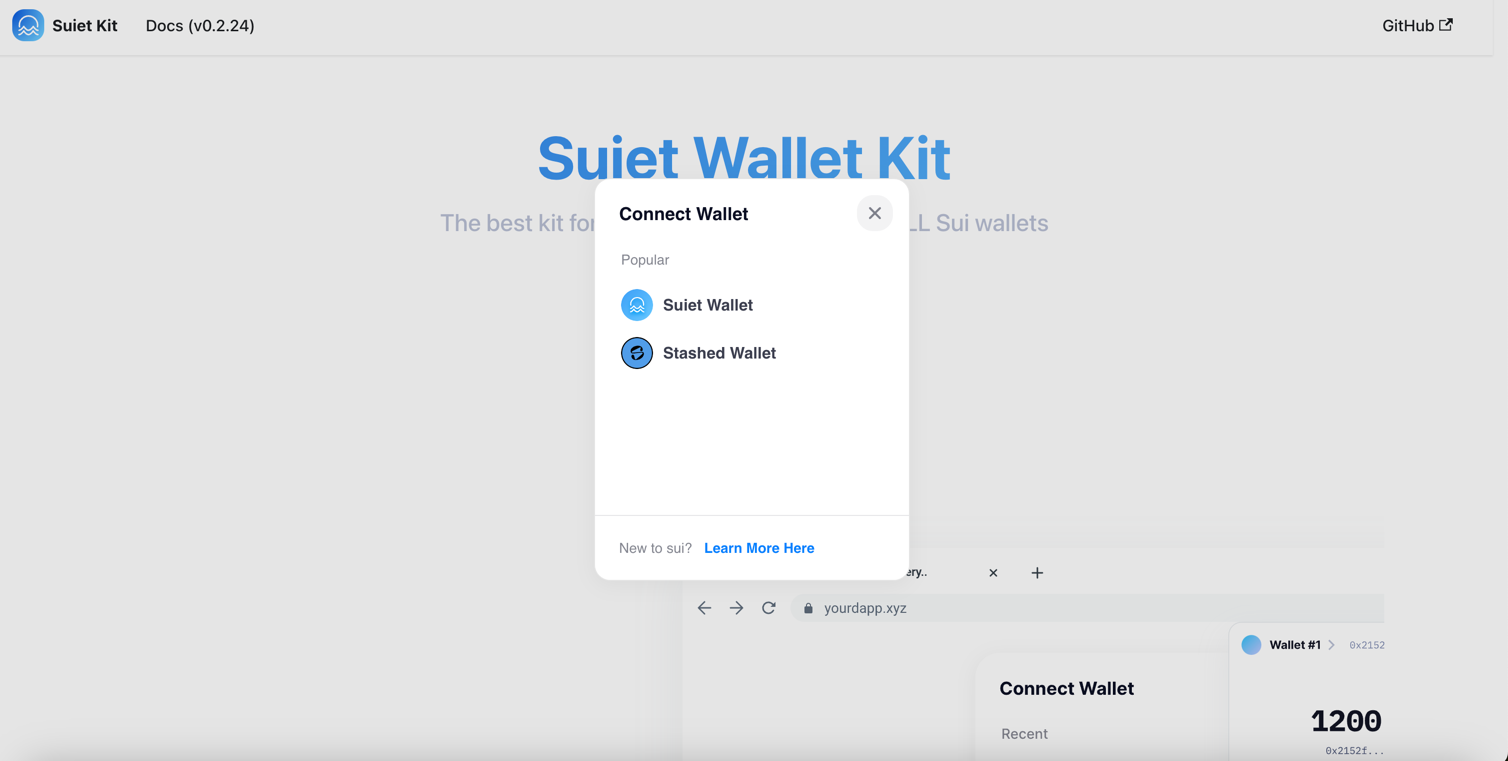 Suiet Kit
Docs (v0.2.24)
GitHub
Suiet Wallet Kit
The best kit for
LL Sui wallets
Connect Wallet
Popular
Suiet Wallet
Stashed Wallet
New to sui? Learn More Here
ery..
yourdapp.xyz
Wallet #1
0x2152
Connect Wallet
1200
Recent
0x2152f...